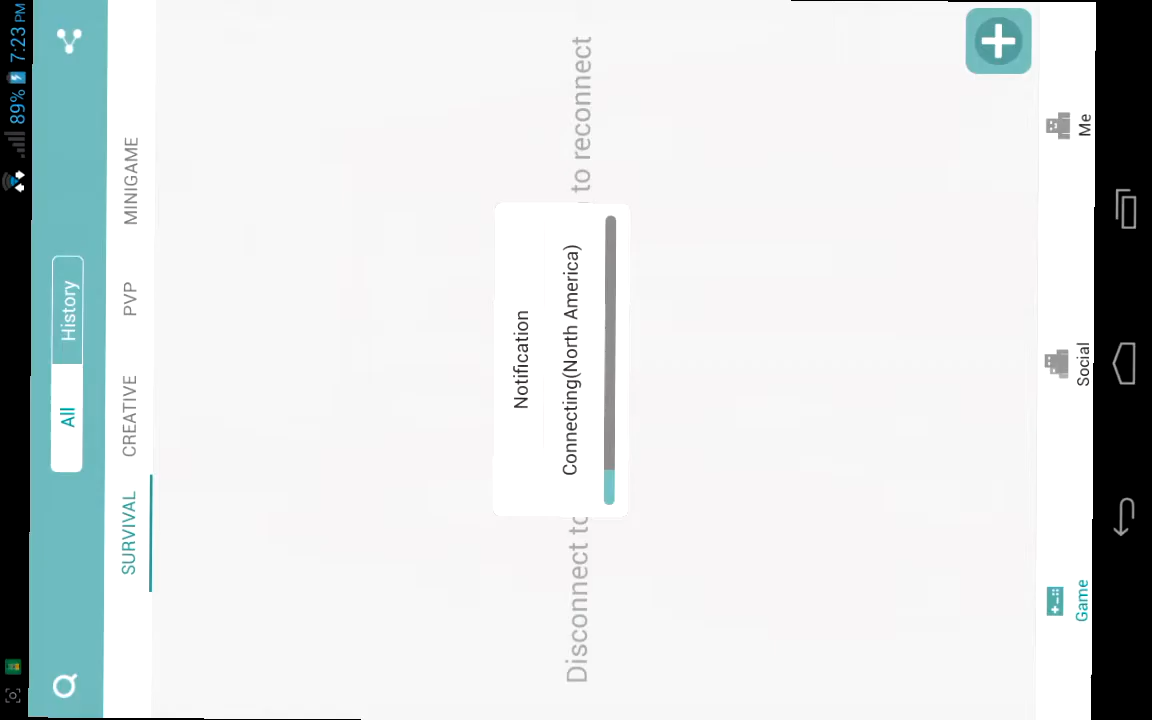 89% 7:23 PM
All History
SURVIVAL CREATIVE PVP MINIGAME
Notification
Connecting(North America)
Disconnect to to reconnect
Game Social Me